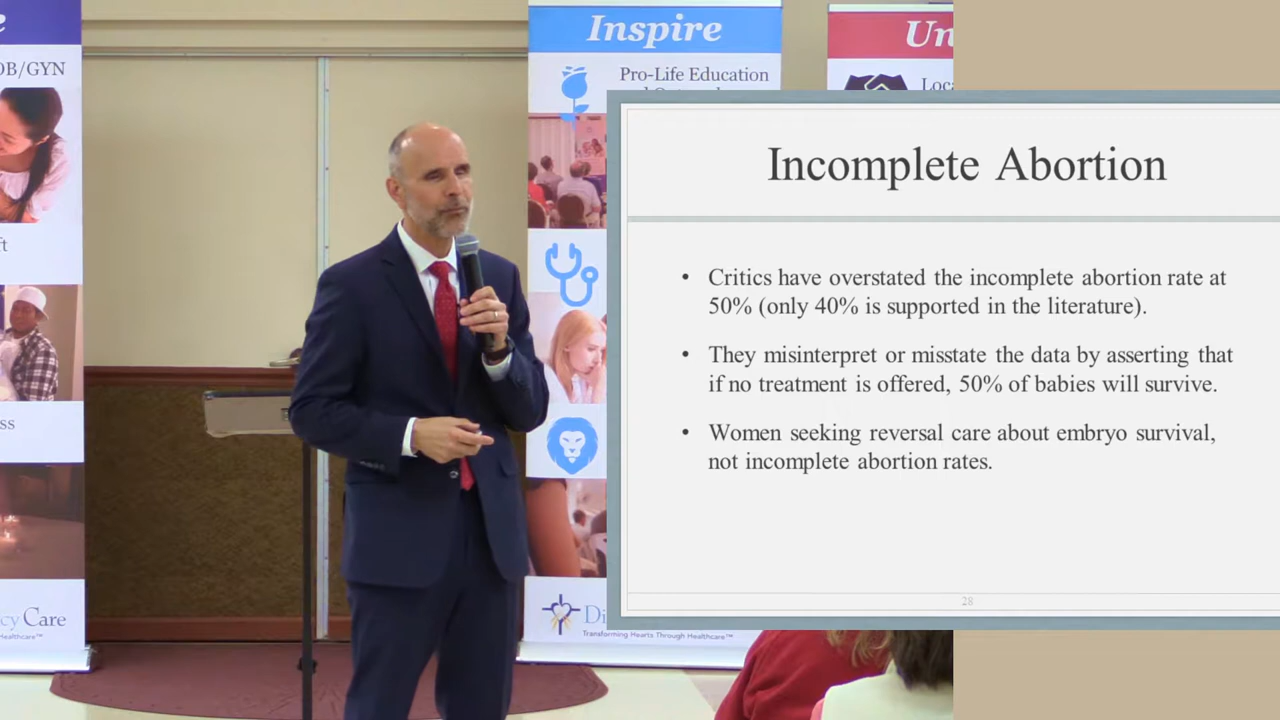 Inspire
OB/GYN
Pro-Life Education
Incomplete Abortion
• Critics have overstated the incomplete abortion rate at
50% (only 40% is supported in the literature).
• They misinterpret or misstate the data by asserting that
if no treatment is offered, 50% of babies will survive.
• Women seeking reversal care about embryo survival,
not incomplete abortion rates.
28
Care
Healthcare™
Transforming Hearts Through Healthcare™